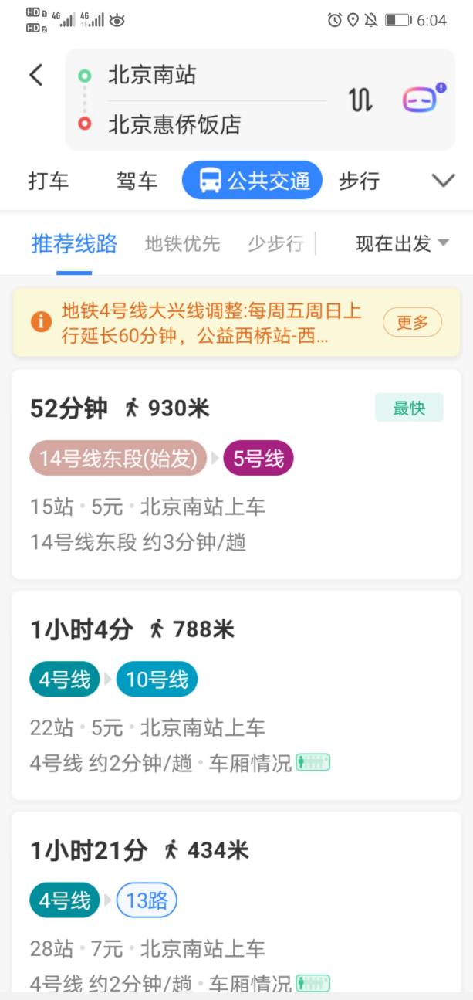 HD 1 4G 4G 6:04
HD 2
北京南站
北京惠侨饭店
打车 驾车 公共交通 步行
推荐线路 地铁优先 少步行 现在出发
地铁4号线大兴线调整:每周五周日上
行延长60分钟，公益西桥站-西...
更多
52分钟 930米 最快
14号线东段(始发) 5号线
15站·5元·北京南站上车
14号线东段 约3分钟/趟
1小时4分 788米
4号线 10号线
22站·5元·北京南站上车
4号线 约2分钟/趟·车厢情况
1小时21分 434米
4号线 13路
28站·7元·北京南站上车
4号线 约2分钟/趟·车厢情况